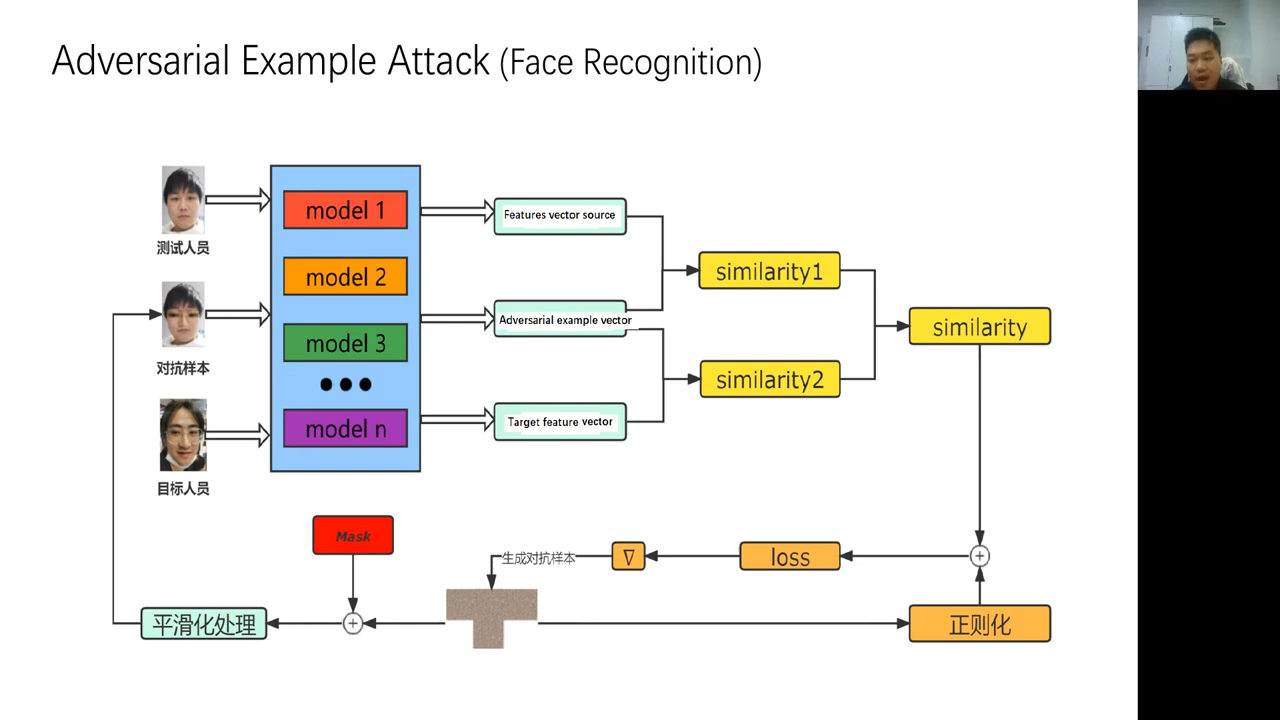 Adversarial Example Attack (Face Recognition)
测试人员
对抗样本
目标人员
model 1
model 2
model 3
model n
Features vector source
Adversarial example vector
Target feature vector
similarity1
similarity2
similarity
Mask
生成对抗样本
∇
loss
平滑化处理
正则化